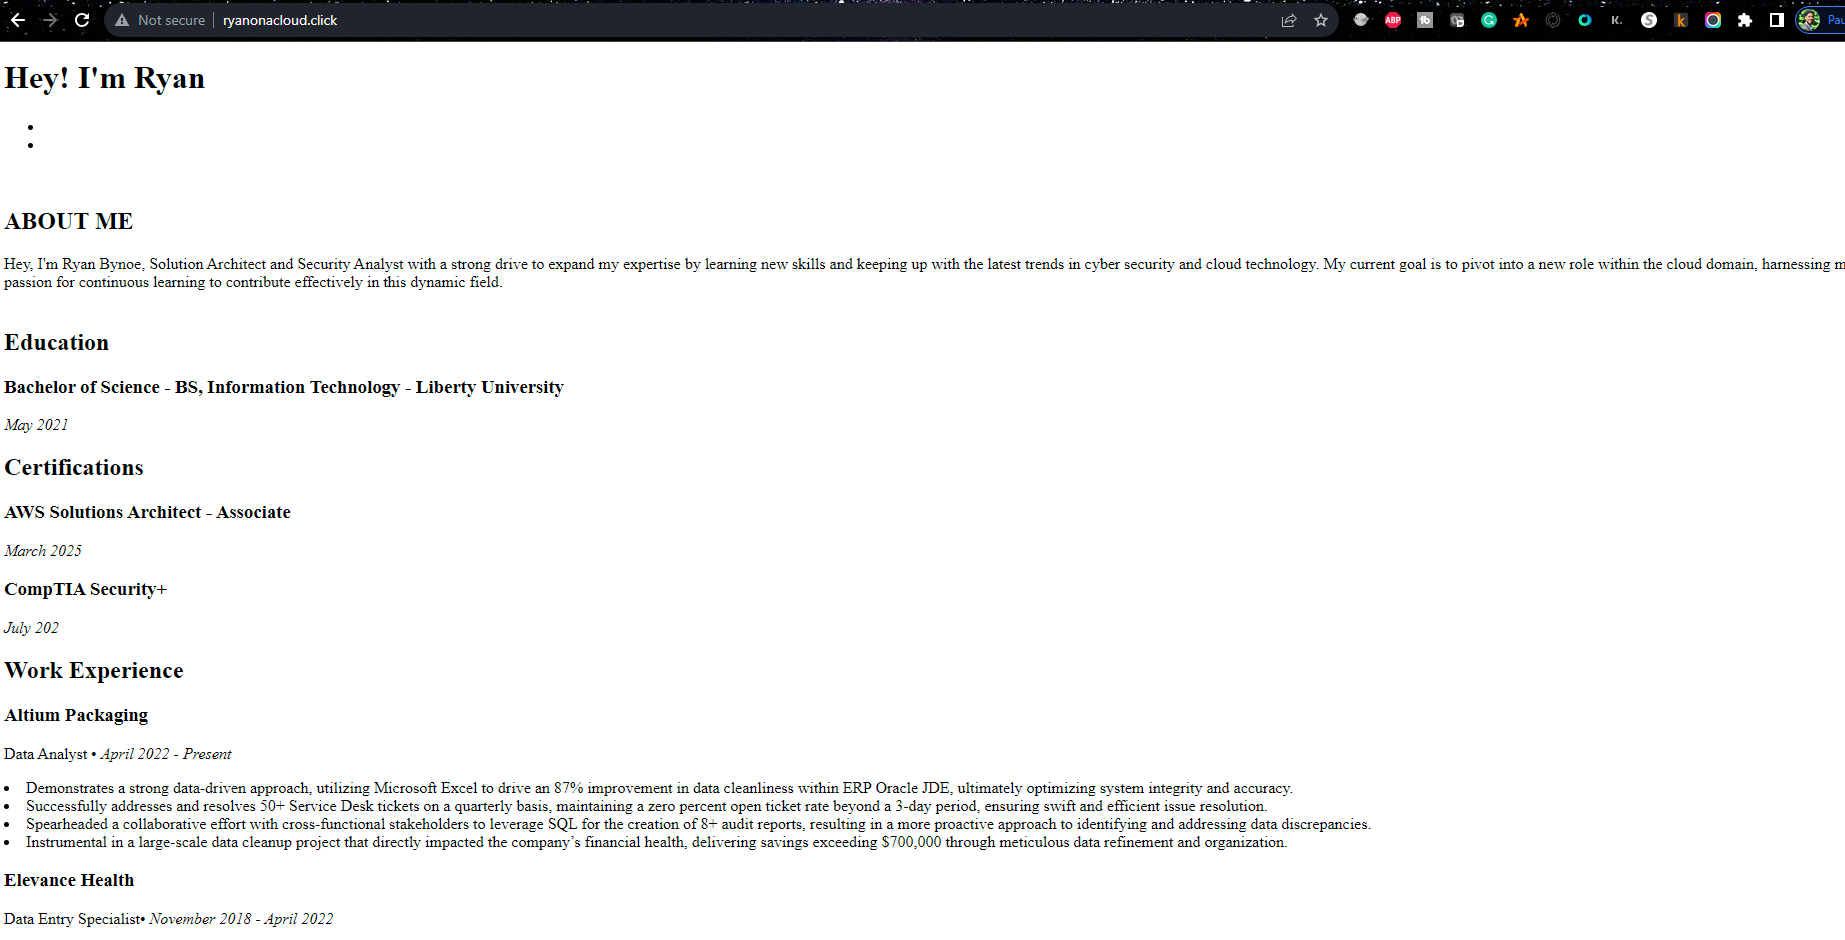 Not secure ryanonacloud.click
ABP
K.
k
Pau
Hey! I'm Ryan
•
•
ABOUT ME
Hey, I'm Ryan Bynoe, Solution Architect and Security Analyst with a strong drive to expand my expertise by learning new skills and keeping up with the latest trends in cyber security and cloud technology. My current goal is to pivot into a new role within the cloud domain, harnessing m
passion for continuous learning to contribute effectively in this dynamic field.
Education
Bachelor of Science - BS, Information Technology - Liberty University
May 2021
Certifications
AWS Solutions Architect - Associate
March 2025
CompTIA Security+
July 202
Work Experience
Altium Packaging
Data Analyst • April 2022 - Present
• Demonstrates a strong data-driven approach, utilizing Microsoft Excel to drive an 87% improvement in data cleanliness within ERP Oracle JDE, ultimately optimizing system integrity and accuracy.
• Successfully addresses and resolves 50+ Service Desk tickets on a quarterly basis, maintaining a zero percent open ticket rate beyond a 3-day period, ensuring swift and efficient issue resolution.
• Spearheaded a collaborative effort with cross-functional stakeholders to leverage SQL for the creation of 8+ audit reports, resulting in a more proactive approach to identifying and addressing data discrepancies.
• Instrumental in a large-scale data cleanup project that directly impacted the company’s financial health, delivering savings exceeding $700,000 through meticulous data refinement and organization.
Elevance Health
Data Entry Specialist• November 2018 - April 2022